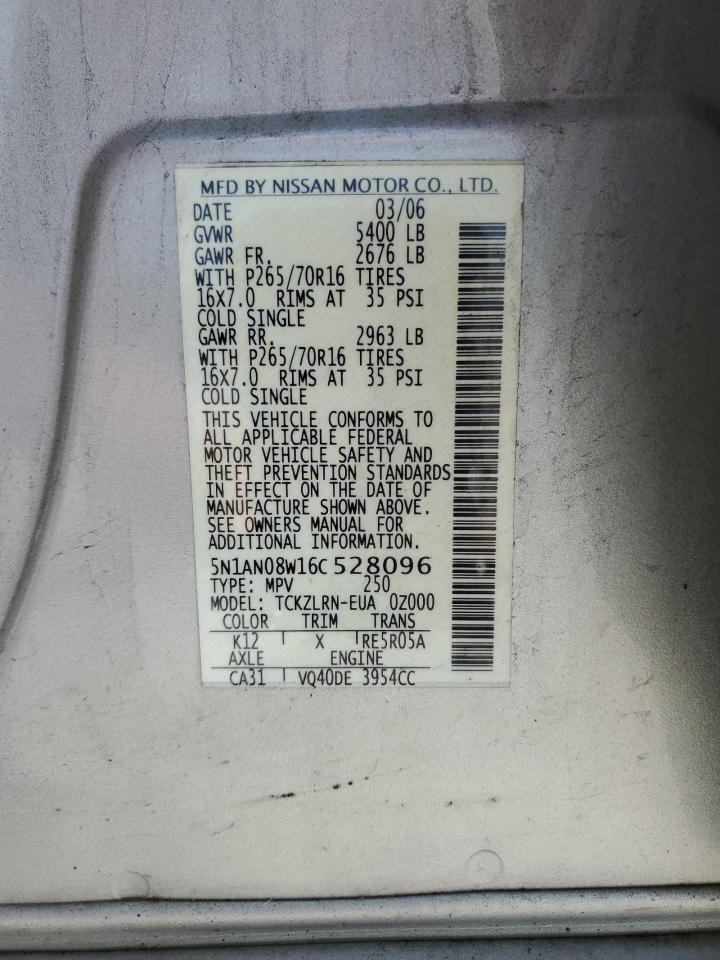 MFD BY NISSAN MOTOR CO., LTD.
DATE 03/06
GVWR 5400 LB
GAWR FR. 2676 LB
WITH P265/70R16 TIRES
16X7.0 RIMS AT 35 PSI
COLD SINGLE
GAWR RR. 2963 LB
WITH P265/70R16 TIRES
16X7.0 RIMS AT 35 PSI
COLD SINGLE
THIS VEHICLE CONFORMS TO
ALL APPLICABLE FEDERAL
MOTOR VEHICLE SAFETY AND
THEFT PREVENTION STANDARDS
IN EFFECT ON THE DATE OF
MANUFACTURE SHOWN ABOVE.
SEE OWNERS MANUAL FOR
ADDITIONAL INFORMATION.
5N1AN08W16C 528096
TYPE: MPV 250
MODEL: TCKZLRN-EUA 0Z000
COLOR TRIM TRANS
K12 X RE5R05A
AXLE ENGINE
CA31 VQ40DE 3954CC